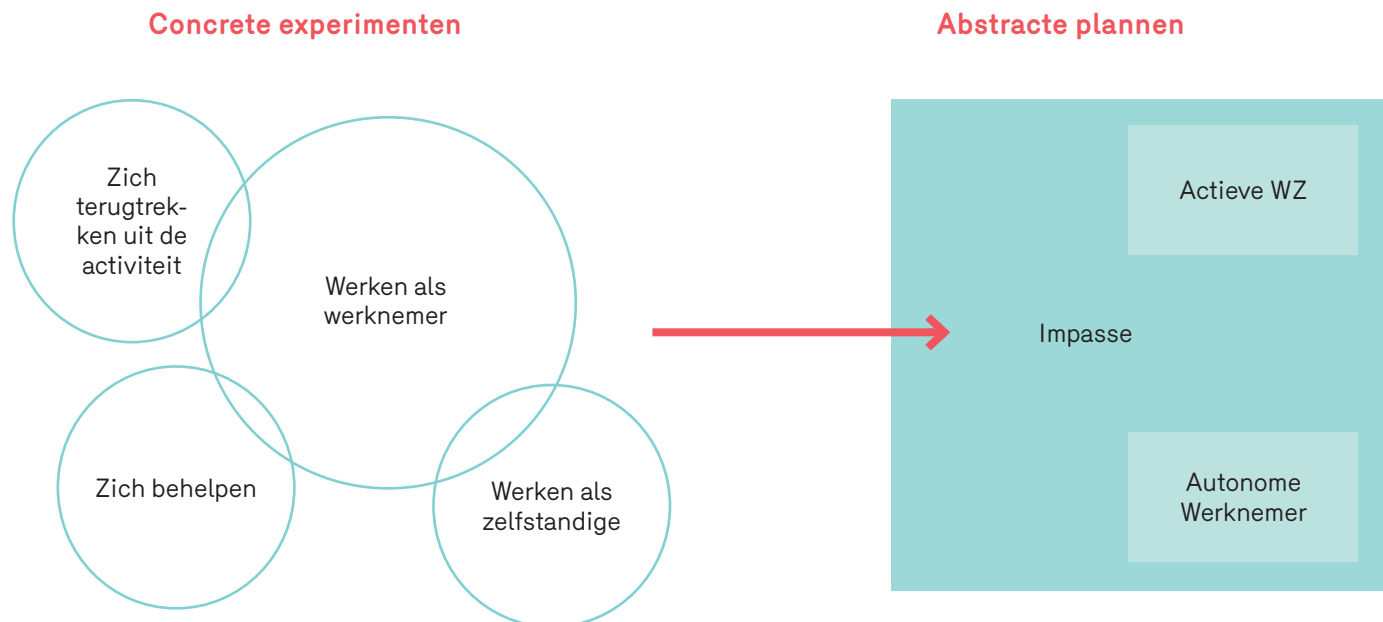 Concrete experimenten
Abstracte plannen
Zich
terugtrek-
ken uit de
activiteit
Werken als
werknemer
Zich behelpen
Werken als
zelfstandige
Actieve WZ
Impasse
Autonome
Werknemer